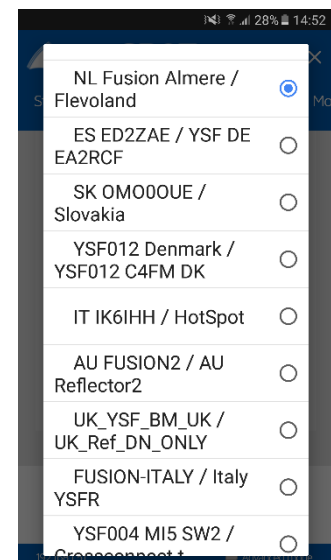 28% 14:52
NL Fusion Almere /
Flevoland
ES ED2ZAE / YSF DE
EA2RCF
SK OM0OUE /
Slovakia
YSF012 Denmark /
YSF012 C4FM DK
IT IK6IHH / HotSpot
AU FUSION2 / AU
Reflector2
UK_YSF_BM_UK /
UK_Ref_DN_ONLY
FUSION-ITALY / Italy
YSFR
YSF004 MI5 SW2 /